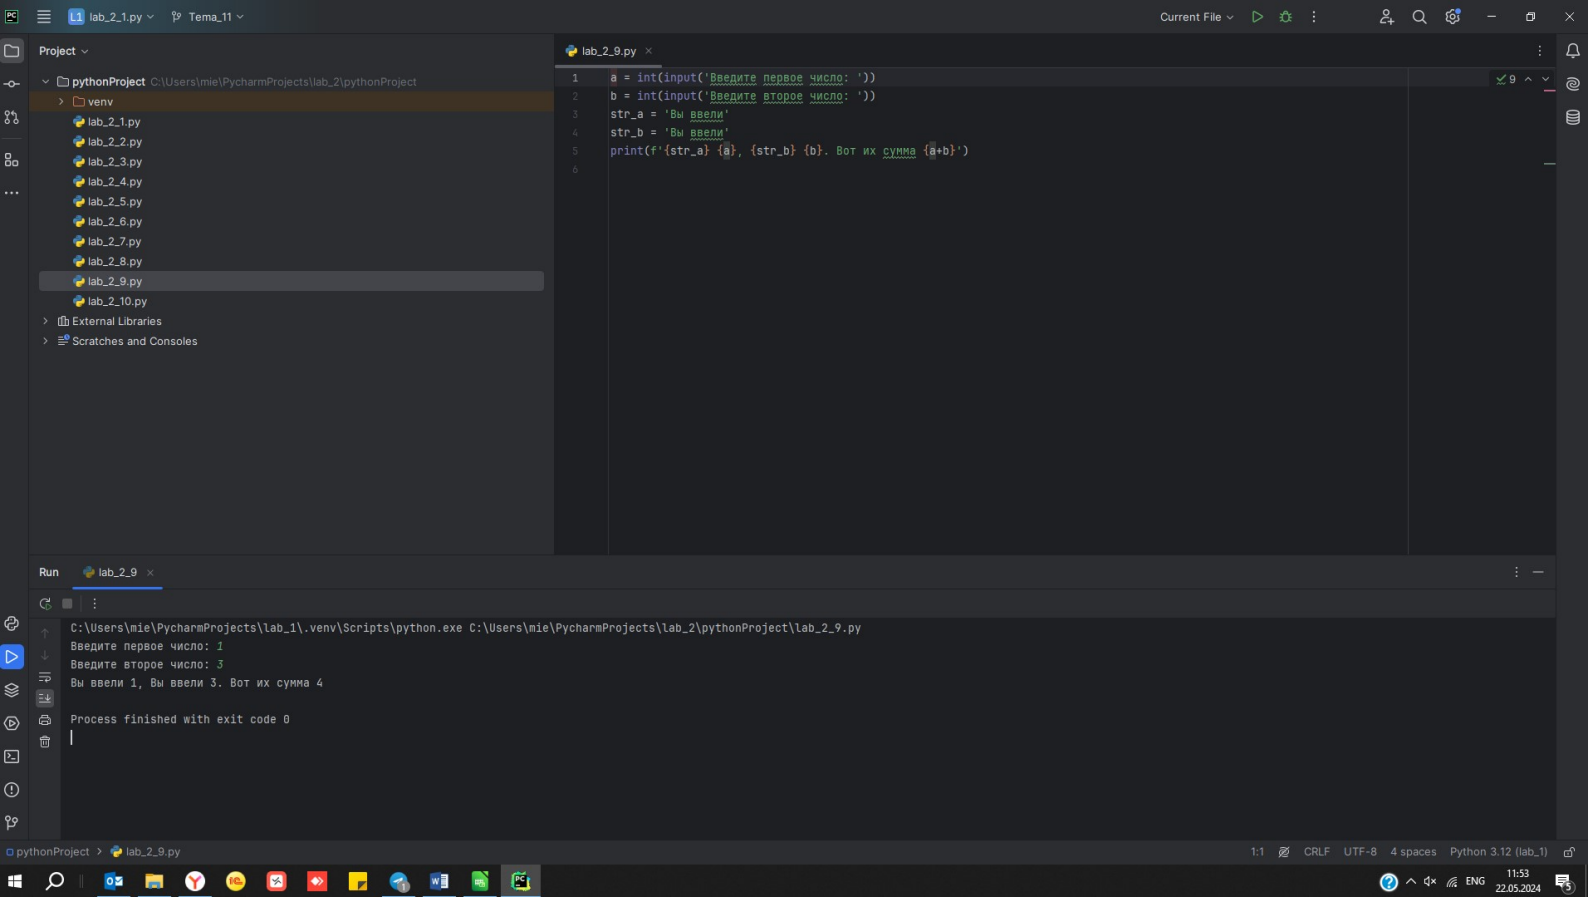 PC
L1 lab_2_1.py
Tema_11
Current File
Project
pythonProject C:\Users\mie\PycharmProjects\lab_2\pythonProject
venv
lab_2_1.py
lab_2_2.py
lab_2_3.py
lab_2_4.py
lab_2_5.py
lab_2_6.py
lab_2_7.py
lab_2_8.py
lab_2_9.py
lab_2_10.py
External Libraries
Scratches and Consoles
lab_2_9.py
9
1 a = int(input('Введите первое число: '))
2 b = int(input('Введите второе число: '))
3 str_a = 'Вы ввели'
4 str_b = 'Вы ввели'
5 print(f'{str_a} {a}, {str_b} {b}. Вот их сумма {a+b}')
6
Run lab_2_9
C:\Users\mie\PycharmProjects\lab_1\.venv\Scripts\python.exe C:\Users\mie\PycharmProjects\lab_2\pythonProject\lab_2_9.py
Введите первое число: 1
Введите второе число: 3
Вы ввели 1, Вы ввели 3. Вот их сумма 4
Process finished with exit code 0
pythonProject > lab_2_9.py
1:1 CRLF UTF-8 4 spaces Python 3.12 (lab_1)
ENG
11:53
22.05.2024
5